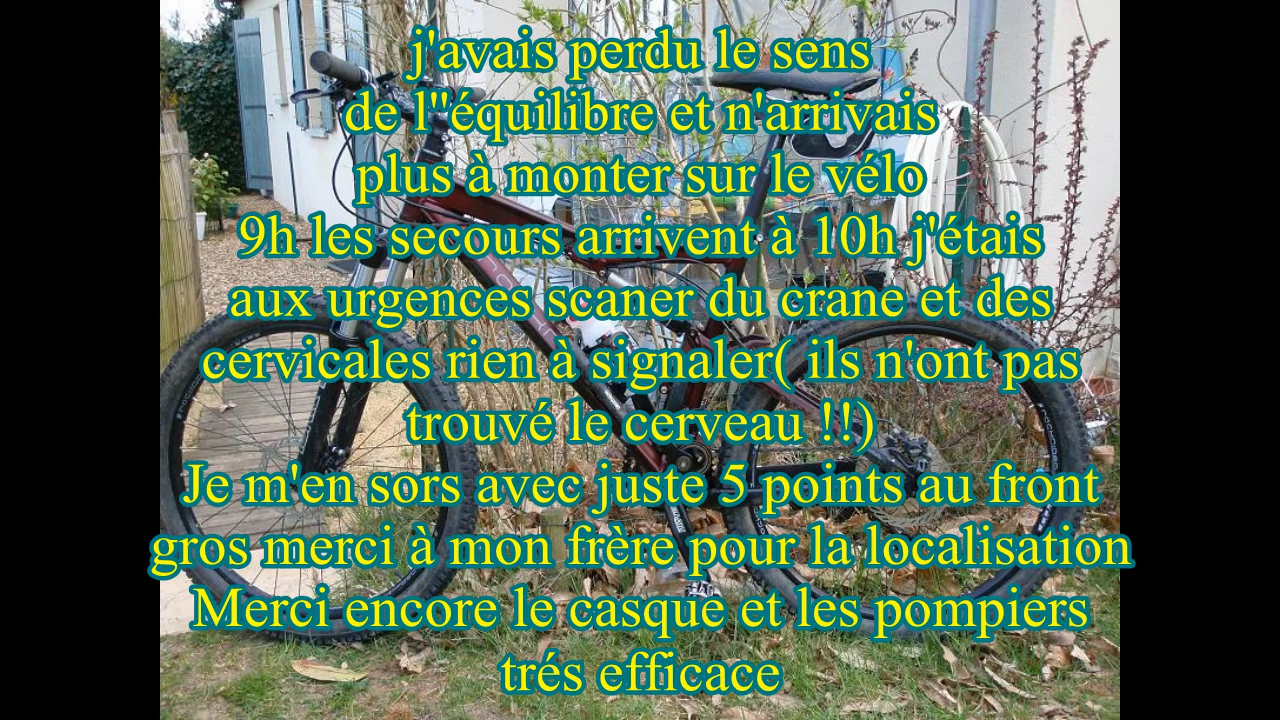 j'avais perdu le sens
de l''équilibre et n'arrivais
plus à monter sur le vélo
9h les secours arrivent à 10h j'étais
aux urgences scaner du crane et des
cervicales rien à signaler( ils n'ont pas
trouvé le cerveau !!)
Je m'en sors avec juste 5 points au front
gros merci à mon frère pour la localisation
Merci encore le casque et les pompiers
trés efficace